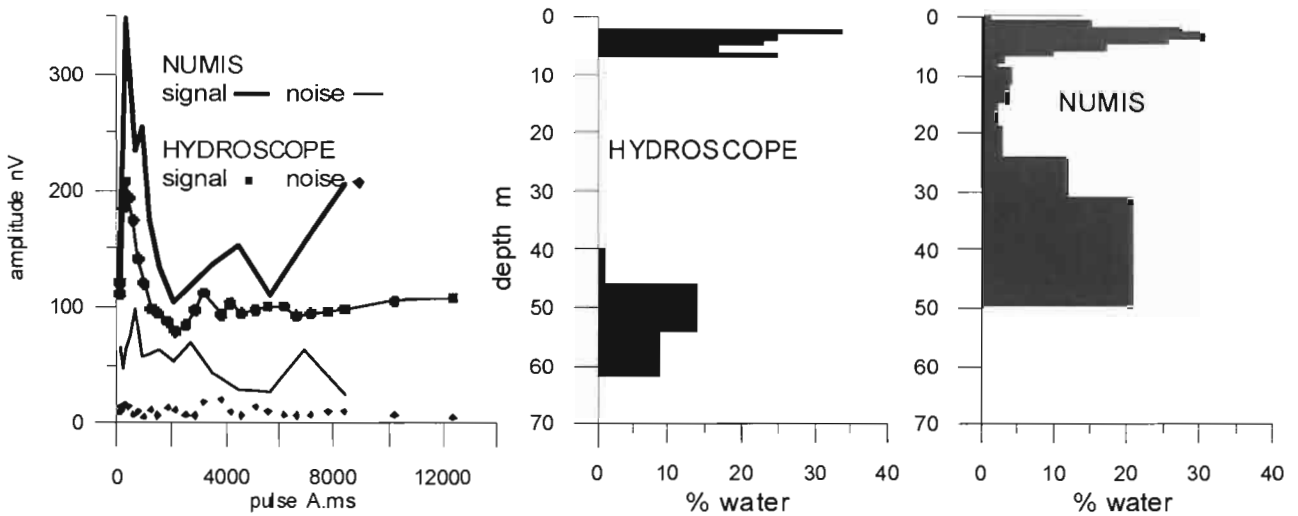 350
300
200
100
0
amplitude nV
NUMIS
signal noise
HYDROSCOPE
signal noise
0 4000 8000 12000
pulse A.ms
0
10
20
30
40
50
60
70
depth m
HYDROSCOPE
0 10 20 30 40
% water
0
10
20
30
40
50
60
70
NUMIS
0 10 20 30 40
% water